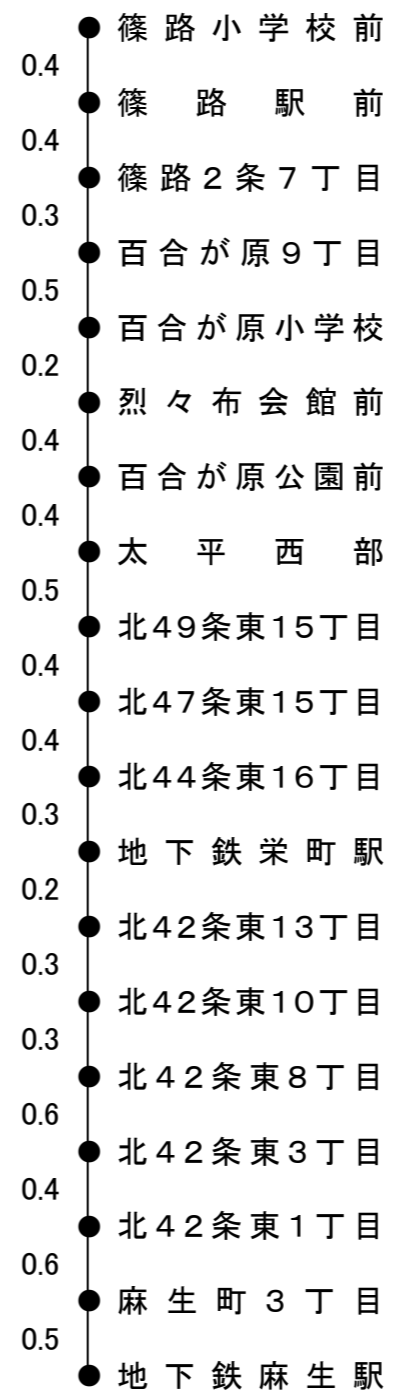 篠路小学校前
0.4
篠路駅前
0.4
篠路2条7丁目
0.3
百合が原9丁目
0.5
百合が原小学校
0.2
烈々布会館前
0.4
百合が原公園前
0.4
太平西部
0.5
北49条東15丁目
0.4
北47条東15丁目
0.4
北44条東16丁目
0.3
地下鉄栄町駅
0.2
北42条東13丁目
0.3
北42条東10丁目
0.3
北42条東8丁目
0.6
北42条東3丁目
0.4
北42条東1丁目
0.6
麻生町3丁目
0.5
地下鉄麻生駅